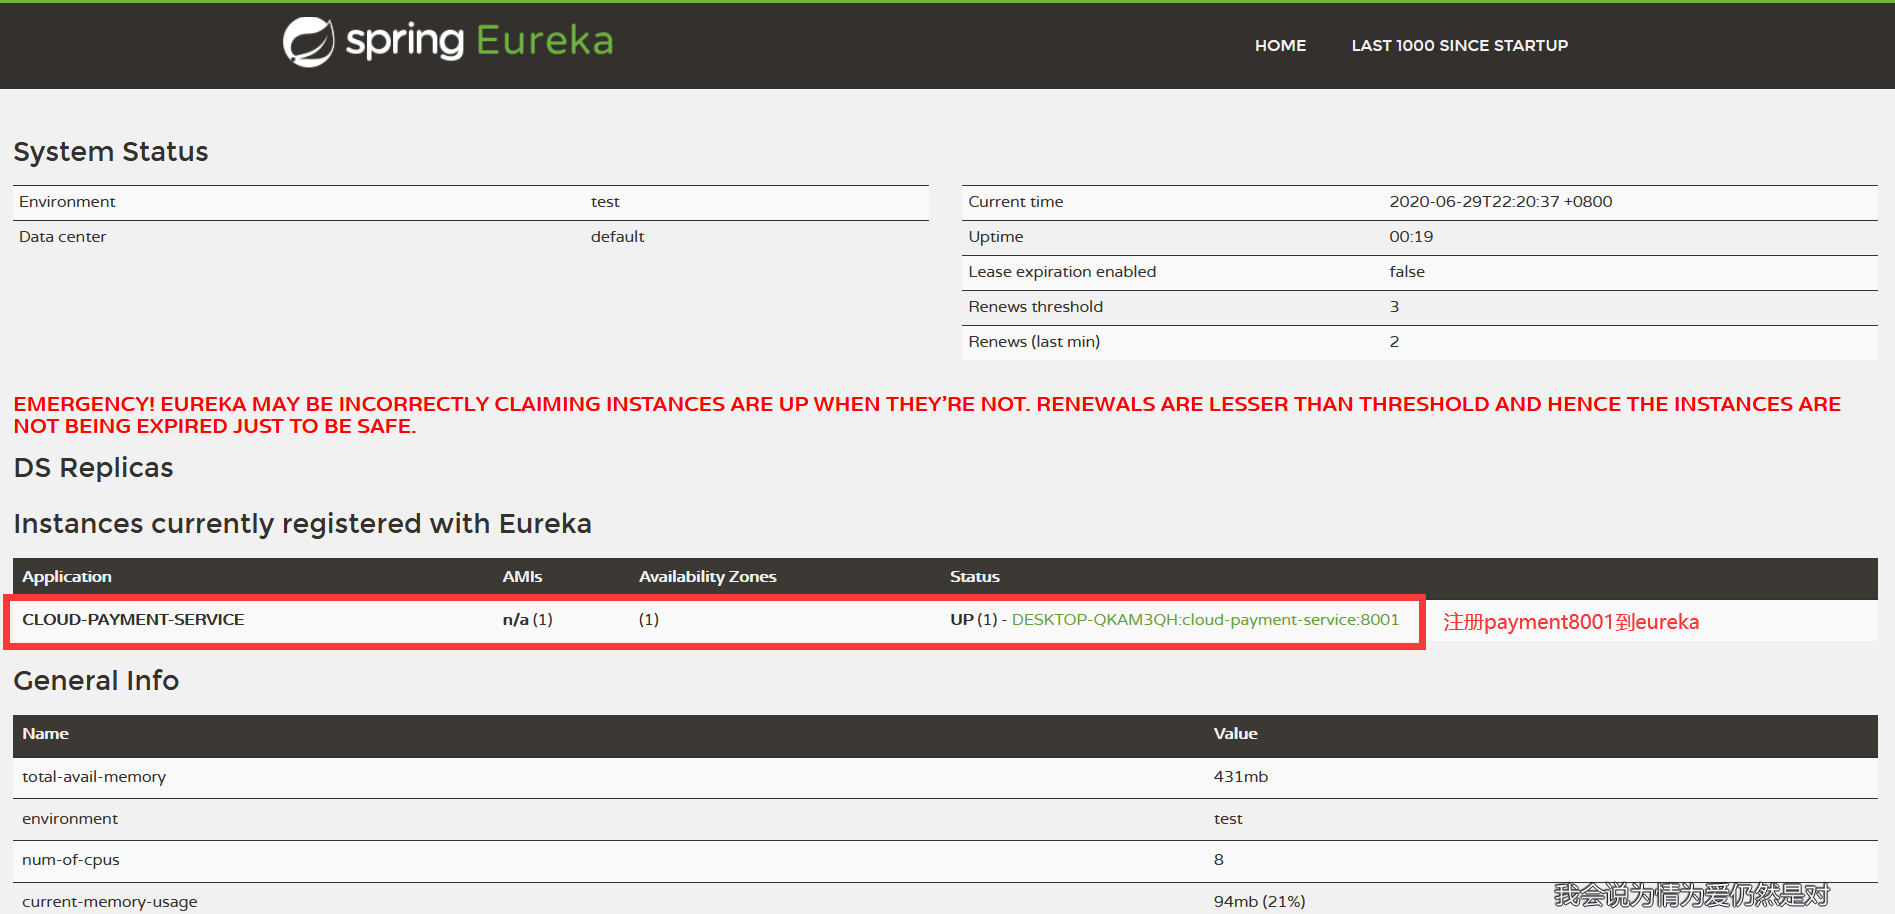 spring Eureka
HOME LAST 1000 SINCE STARTUP
System Status
Environment test
Data center default
Current time 2020-06-29T22:20:37 +0800
Uptime 00:19
Lease expiration enabled false
Renews threshold 3
Renews (last min) 2
EMERGENCY! EUREKA MAY BE INCORRECTLY CLAIMING INSTANCES ARE UP WHEN THEY’RE NOT. RENEWALS ARE LESSER THAN THRESHOLD AND HENCE THE INSTANCES ARE
NOT BEING EXPIRED JUST TO BE SAFE.
DS Replicas
Instances currently registered with Eureka
Application AMIs Availability Zones Status
CLOUD-PAYMENT-SERVICE n/a (1) (1) UP (1) - DESKTOP-QKAM3QH:cloud-payment-service:8001 注册payment8001到eureka
General Info
Name Value
total-avail-memory 431mb
environment test
num-of-cpus 8
current-memory-usage 94mb (21%)
我会说为情为爱仍然是对